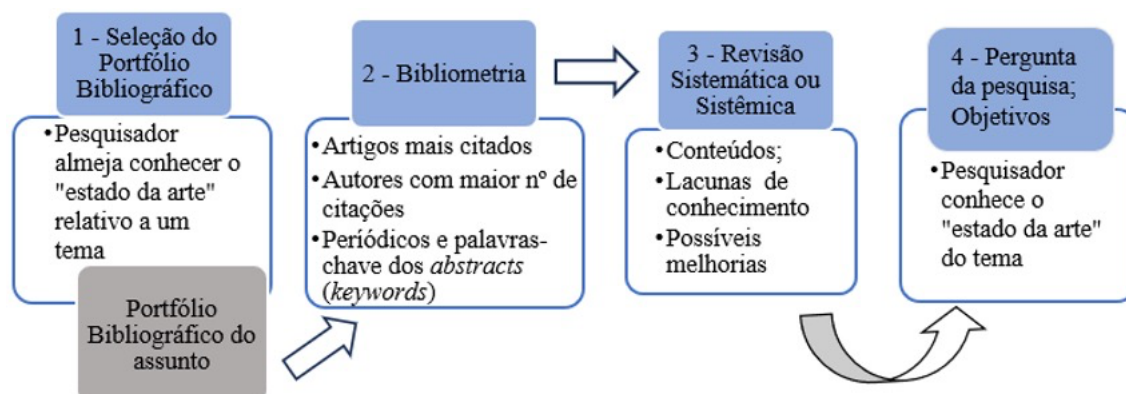 1 - Seleção do
Portfólio
Bibliográfico
•Pesquisador
almeja conhecer o
"estado da arte"
relativo a um
tema
Portfólio
Bibliográfico do
assunto
2 - Bibliometria
•Artigos mais citados
•Autores com maior nº de
citações
•Períódicos e palavras-
chave dos abstracts
(keywords)
3 - Revisão
Sistemática ou
Sistêmica
•Conteúdos;
•Lacunas de
conhecimento
•Possíveis
melhorias
4 - Pergunta
da pesquisa;
Objetivos
•Pesquisador
conhece o
"estado da arte"
do tema